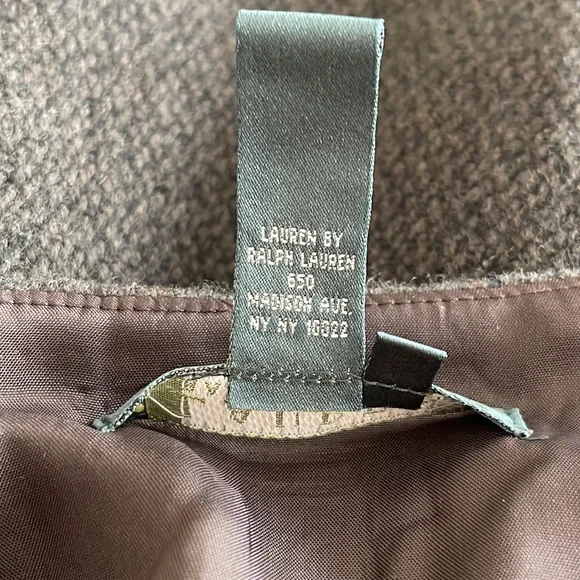 LAUREN BY
RALPH LAUREN
650
MADISON AVE.
NY NY 10022